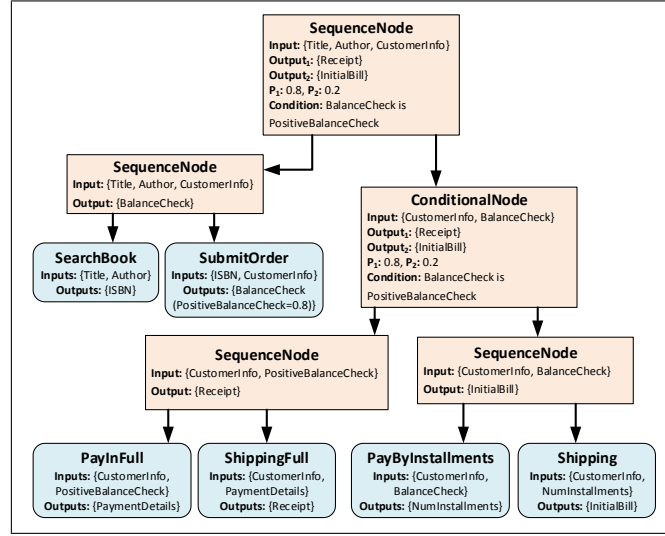 SequenceNode
Input: {Title, Author, CustomerInfo}
Output₁: {Receipt}
Output₂: {InitialBill}
P₁: 0.8, P₂: 0.2
Condition: BalanceCheck is
PositiveBalanceCheck
SequenceNode
Input: {Title, Author, CustomerInfo}
Output: {BalanceCheck}
ConditionalNode
Input: {CustomerInfo, BalanceCheck}
Output₁: {Receipt}
Output₂: {InitialBill}
P₁: 0.8, P₂: 0.2
Condition: BalanceCheck is
PositiveBalanceCheck
SearchBook
Inputs: {Title, Author}
Outputs: {ISBN}
SubmitOrder
Inputs: {ISBN, CustomerInfo}
Outputs: {BalanceCheck
(PositiveBalanceCheck=0.8)}
SequenceNode
Input: {CustomerInfo, PositiveBalanceCheck}
Output: {Receipt}
SequenceNode
Input: {CustomerInfo, BalanceCheck}
Output: {InitialBill}
PayInFull
Inputs: {CustomerInfo,
PositiveBalanceCheck}
Outputs: {PaymentDetails}
ShippingFull
Inputs: {CustomerInfo,
PaymentDetails}
Outputs: {Receipt}
PayByInstallments
Inputs: {CustomerInfo,
BalanceCheck}
Outputs: {NumInstallments}
Shipping
Inputs: {CustomerInfo,
NumInstallments}
Outputs: {InitialBill}